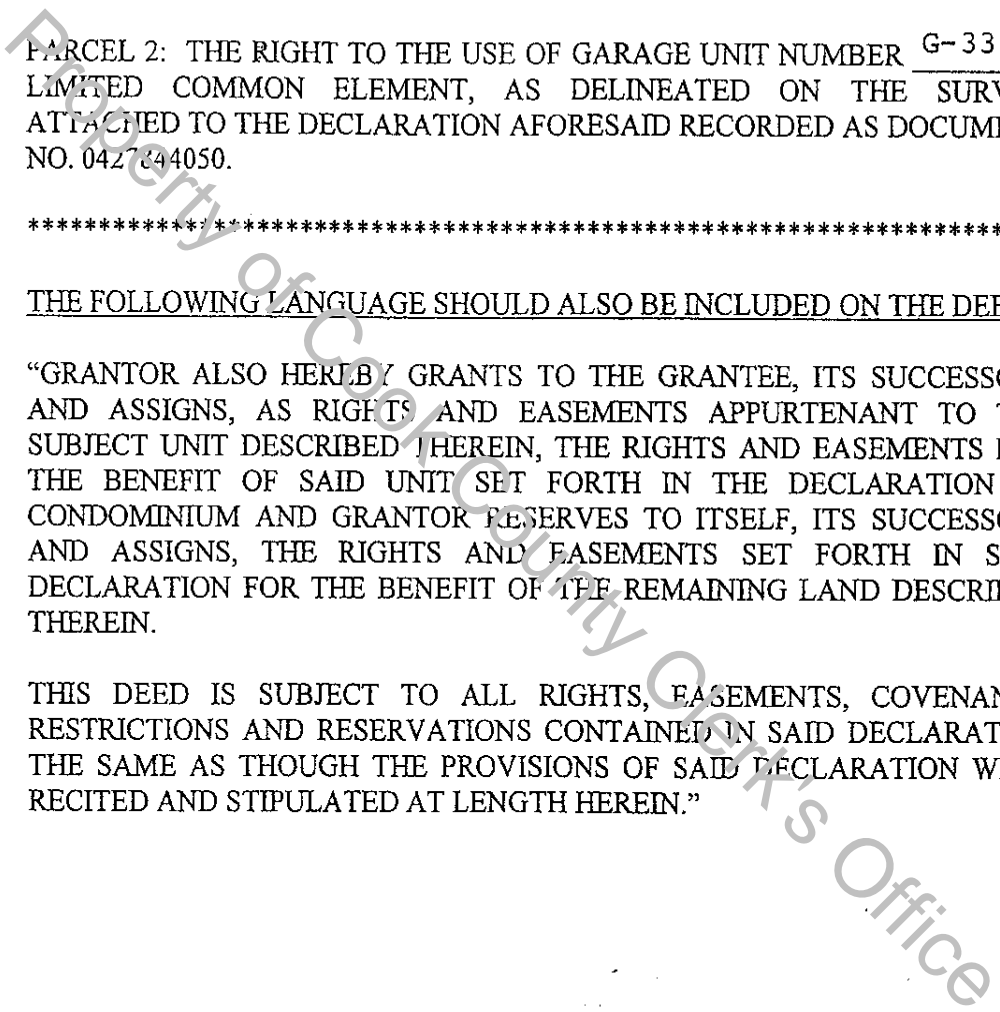 PARCEL 2: THE RIGHT TO THE USE OF GARAGE UNIT NUMBER G-33
LIMITED COMMON ELEMENT, AS DELINEATED ON THE SURV
ATTACHED TO THE DECLARATION AFORESAID RECORDED AS DOCUME
NO. 0427844050.
******************************************************************
THE FOLLOWING LANGUAGE SHOULD ALSO BE INCLUDED ON THE DEE
“GRANTOR ALSO HEREBY GRANTS TO THE GRANTEE, ITS SUCCESSO
AND ASSIGNS, AS RIGHTS AND EASEMENTS APPURTENANT TO T
SUBJECT UNIT DESCRIBED THEREIN, THE RIGHTS AND EASEMENTS F
THE BENEFIT OF SAID UNIT SET FORTH IN THE DECLARATION
CONDOMINIUM AND GRANTOR RESERVES TO ITSELF, ITS SUCCESSO
AND ASSIGNS, THE RIGHTS AND EASEMENTS SET FORTH IN S
DECLARATION FOR THE BENEFIT OF THE REMAINING LAND DESCRI
THEREIN.
THIS DEED IS SUBJECT TO ALL RIGHTS, EASEMENTS, COVENAN
RESTRICTIONS AND RESERVATIONS CONTAINED IN SAID DECLARAT
THE SAME AS THOUGH THE PROVISIONS OF SAID DECLARATION WE
RECITED AND STIPULATED AT LENGTH HEREIN.”
Property of Cook County Clerk's Office